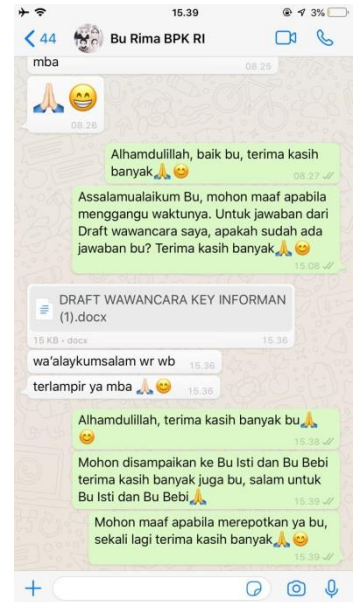 15.39
3%
44
Bu Rima BPK RI
mba
08.25
08.26
Alhamdulillah, baik bu, terima kasih
banyak🙏🏻😊
08.27
Assalamualaikum Bu, mohon maaf apabila
menggangu waktunya. Untuk jawaban dari
Draft wawancara saya, apakah sudah ada
jawaban bu? Terima kasih banyak🙏🏻😊
15.08
DRAFT WAWANCARA KEY INFORMAN
(1).docx
15 KB • docx
15.36
wa'alaykumsalam wr wb
15.36
terlampir ya mba 🙏🏻😊
15.36
Alhamdulillah, terima kasih banyak bu🙏
😊
15.38
Mohon disampaikan ke Bu Isti dan Bu Bebi
terima kasih banyak juga bu, salam untuk
Bu Isti dan Bu Bebi🙏
15.39
Mohon maaf apabila merepotkan ya bu,
sekali lagi terima kasih banyak🙏🏻😊
15.39